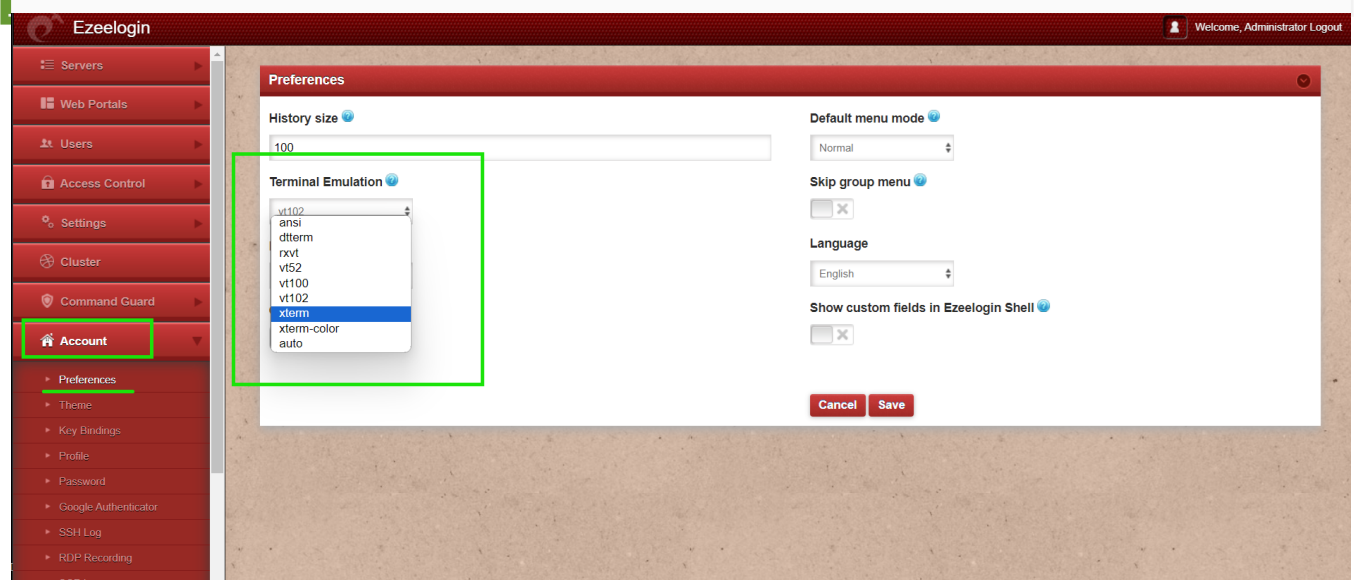 Ezeelogin
Welcome, Administrator Logout
Servers
Web Portals
Users
Access Control
Settings
Cluster
Command Guard
Account
Preferences
Theme
Key Bindings
Profile
Password
Google Authenticator
SSH Log
RDP Recording
Preferences
History size
100
Terminal Emulation
vt102
ansi
dtterm
rxvt
vt52
vt100
vt102
xterm
xterm-color
auto
Default menu mode
Normal
Skip group menu
Language
English
Show custom fields in Ezeelogin Shell
Cancel Save